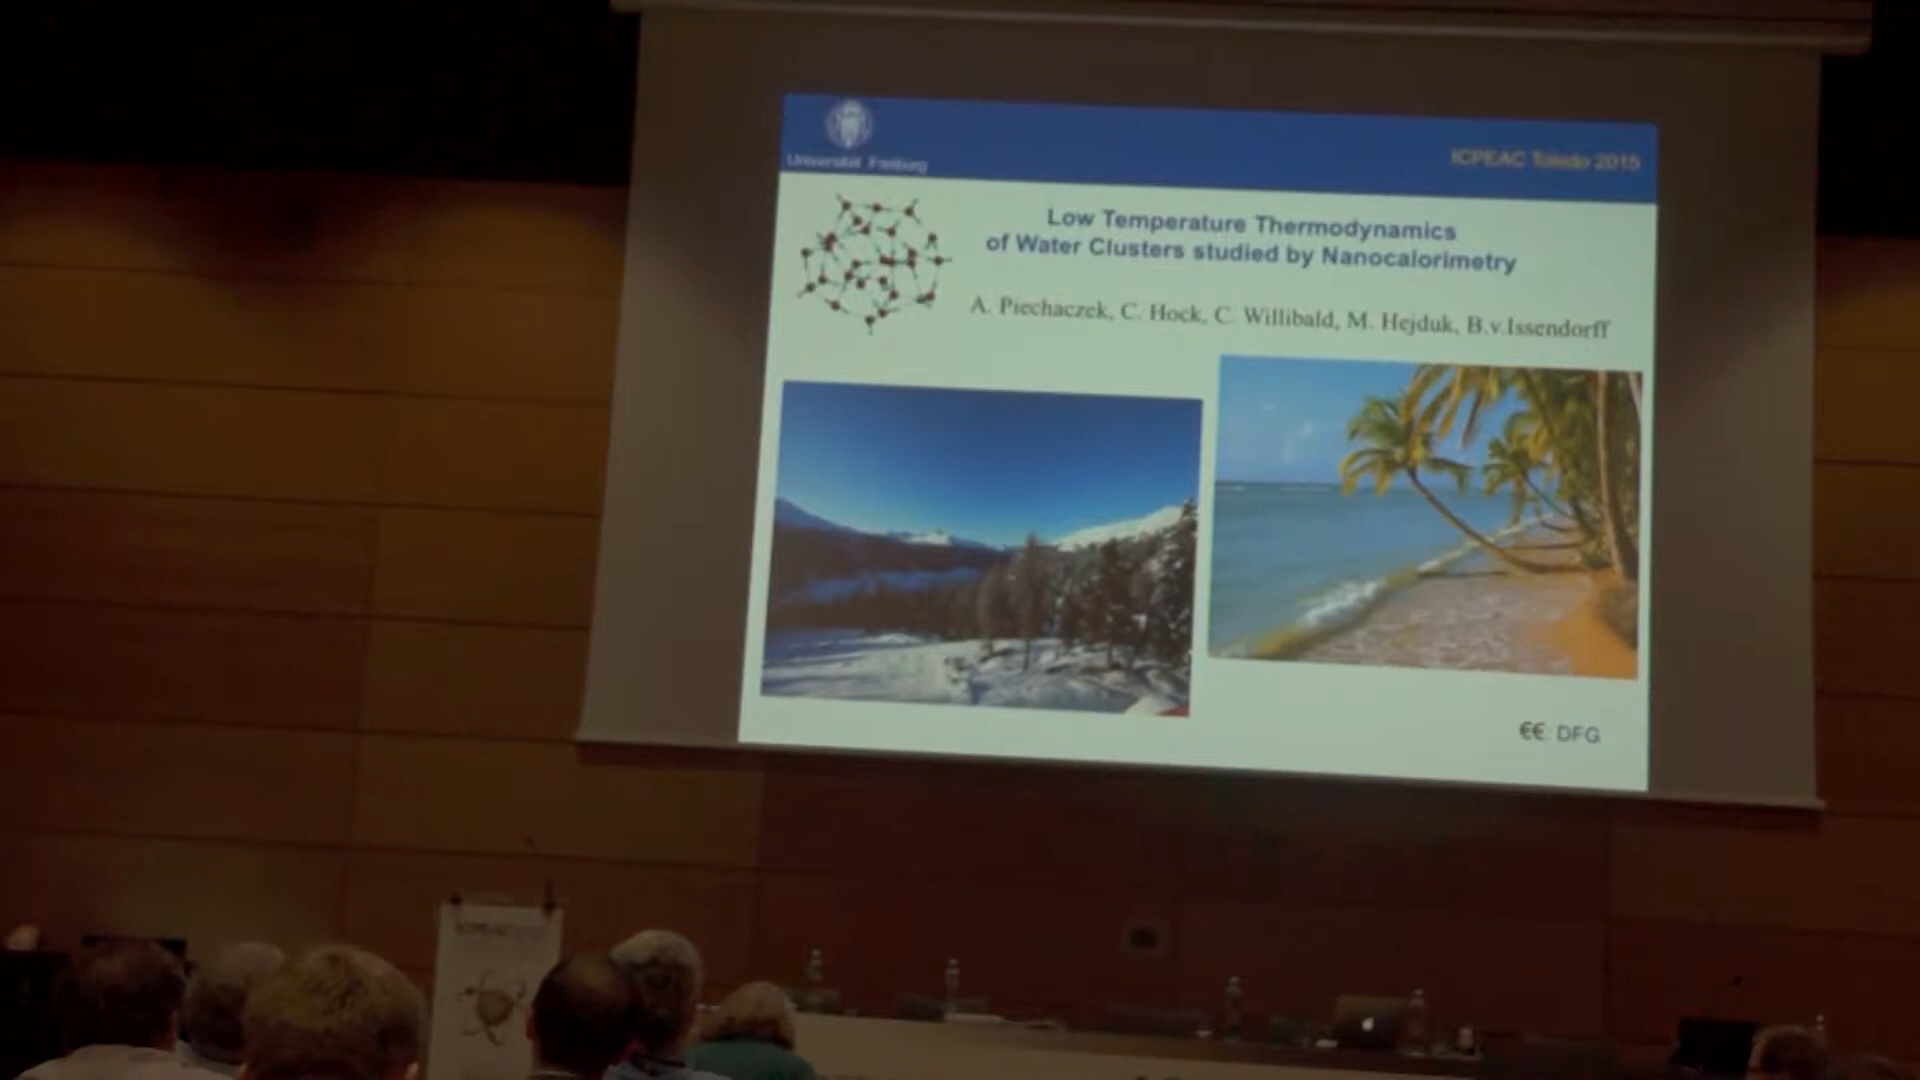 Universität Freiburg
ICPEAC Toledo 2015
Low Temperature Thermodynamics
of Water Clusters studied by Nanocalorimetry
A. Piechaczek, C. Hock, C. Willibald, M. Hejduk, B.v.Issendorff
€€: DFG
ICPEAC